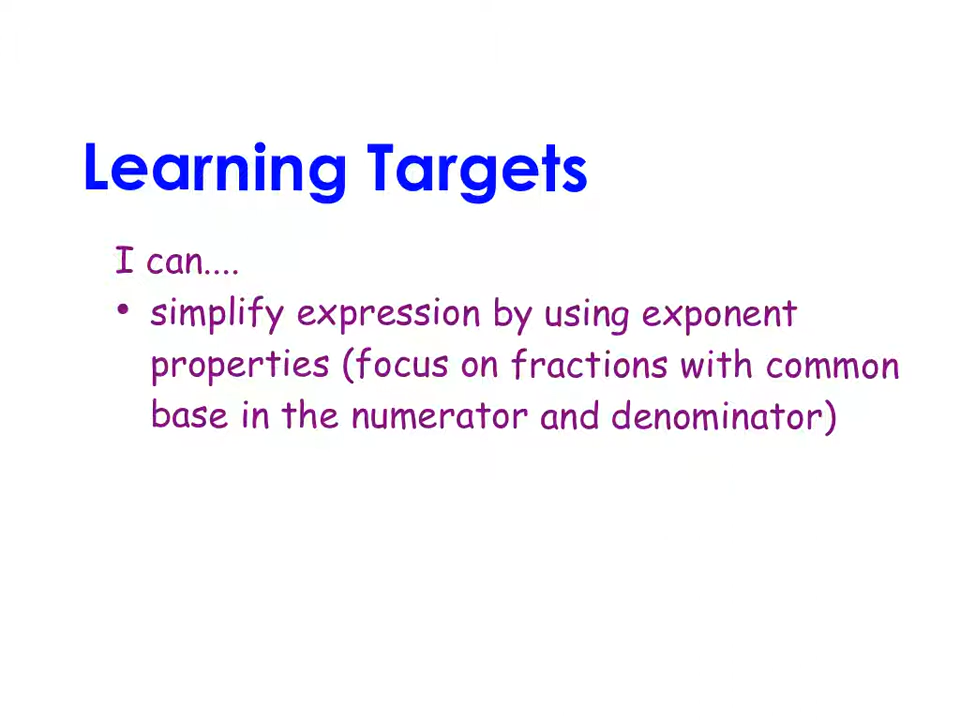 Learning Targets
I can....
• simplify expression by using exponent
properties (focus on fractions with common
base in the numerator and denominator)